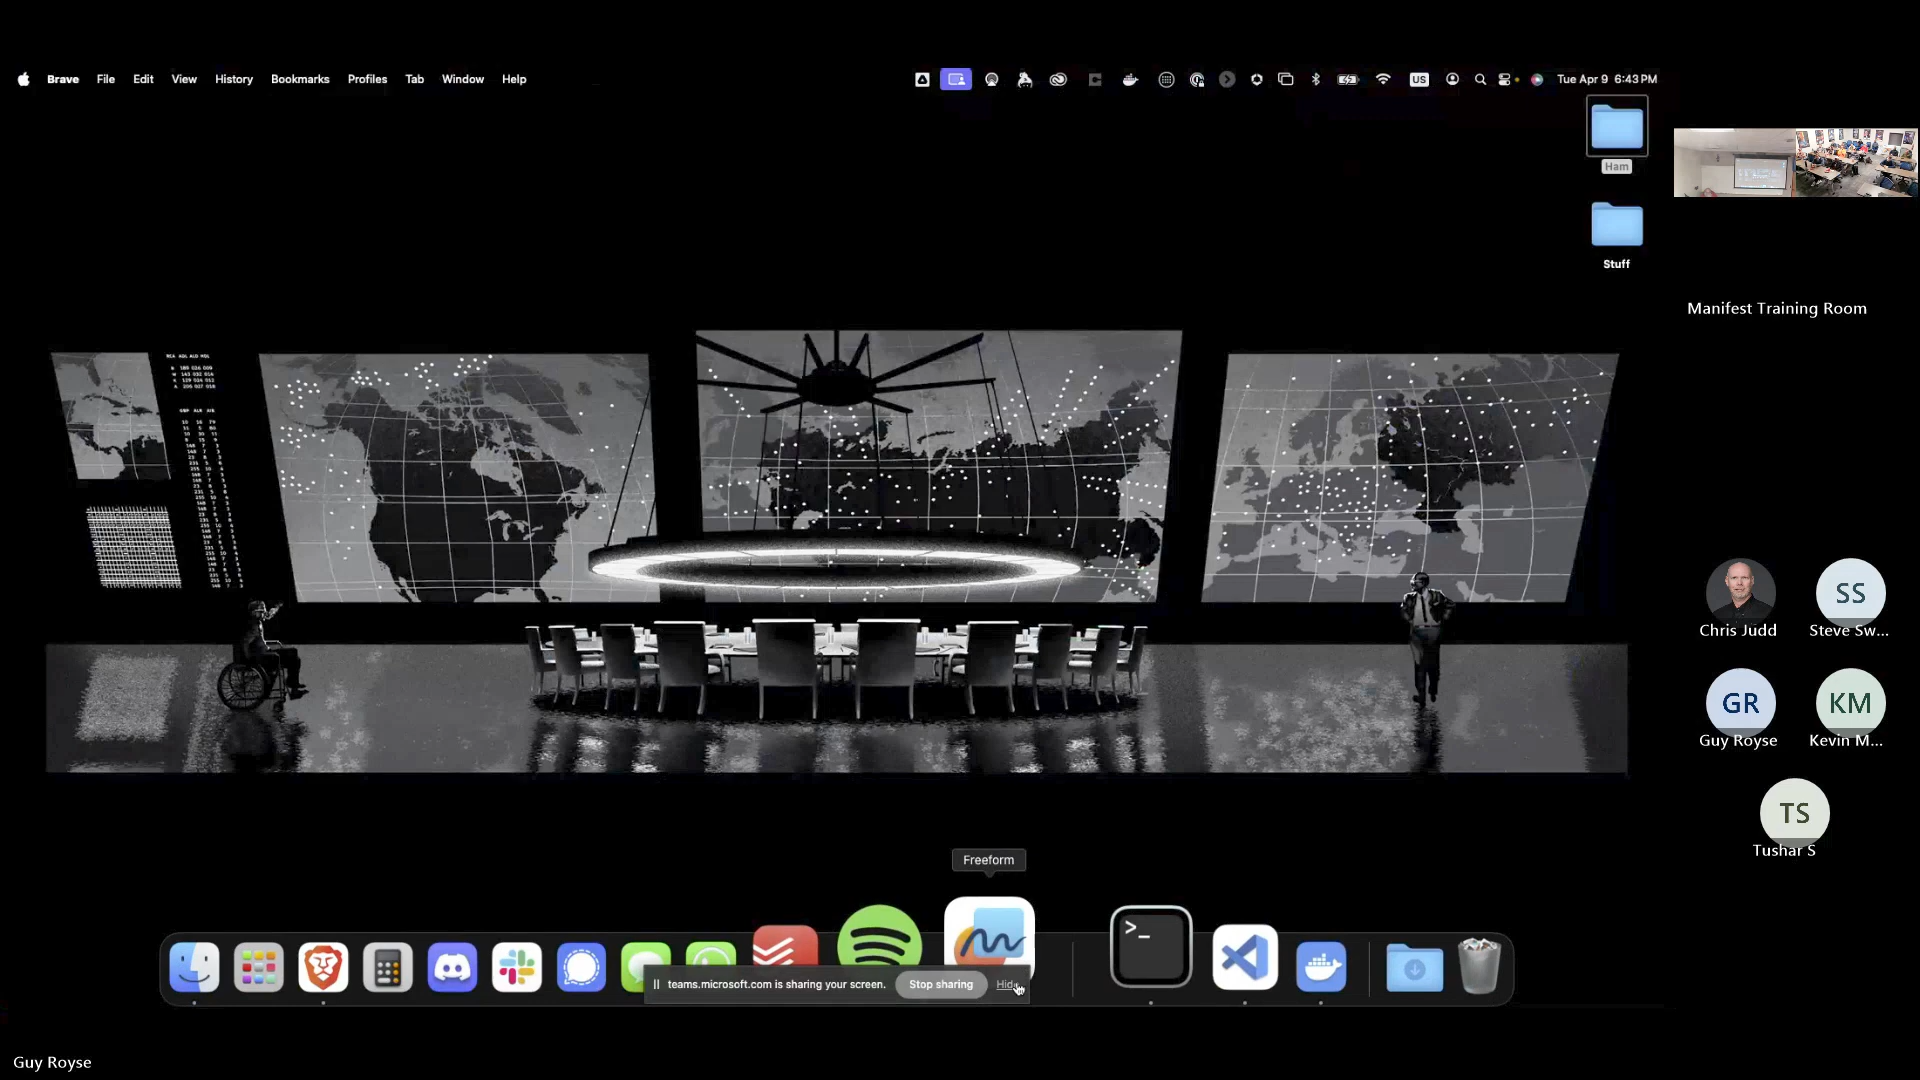 Brave File Edit View History Bookmarks Profiles Tab Window Help
US
Tue Apr 9 6:43 PM
Ham
Stuff
Manifest Training Room
Chris Judd
SS
Steve Sw...
GR
Guy Royse
KM
Kevin M...
TS
Tushar S
Freeform
>_
teams.microsoft.com is sharing your screen. Stop sharing Hide
Guy Royse